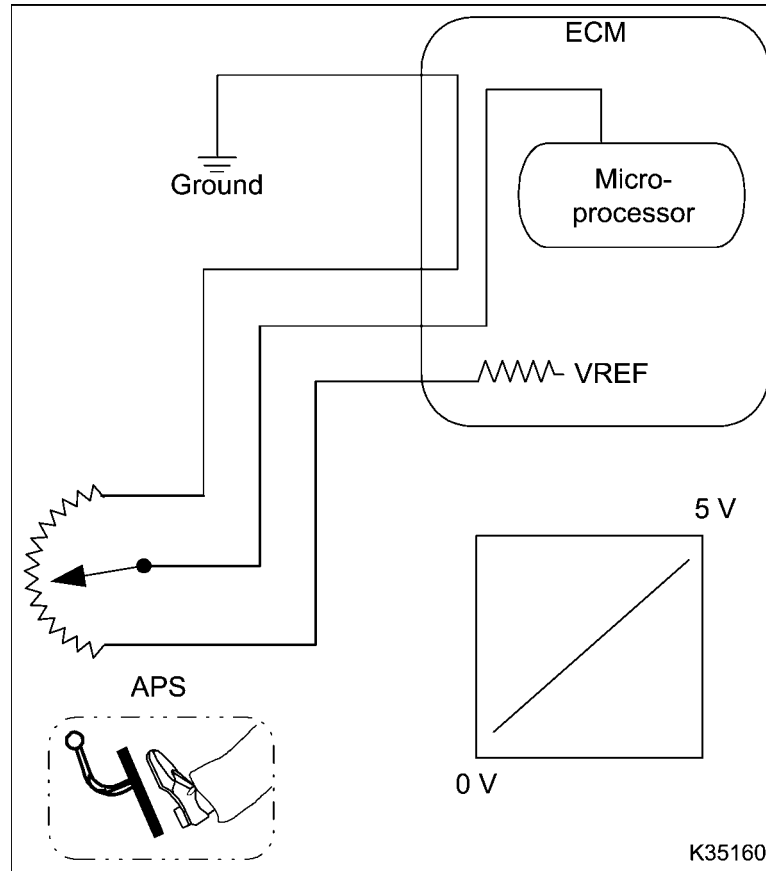 ECM
Ground
Micro-
processor
VREF
5 V
APS
0 V
K35160